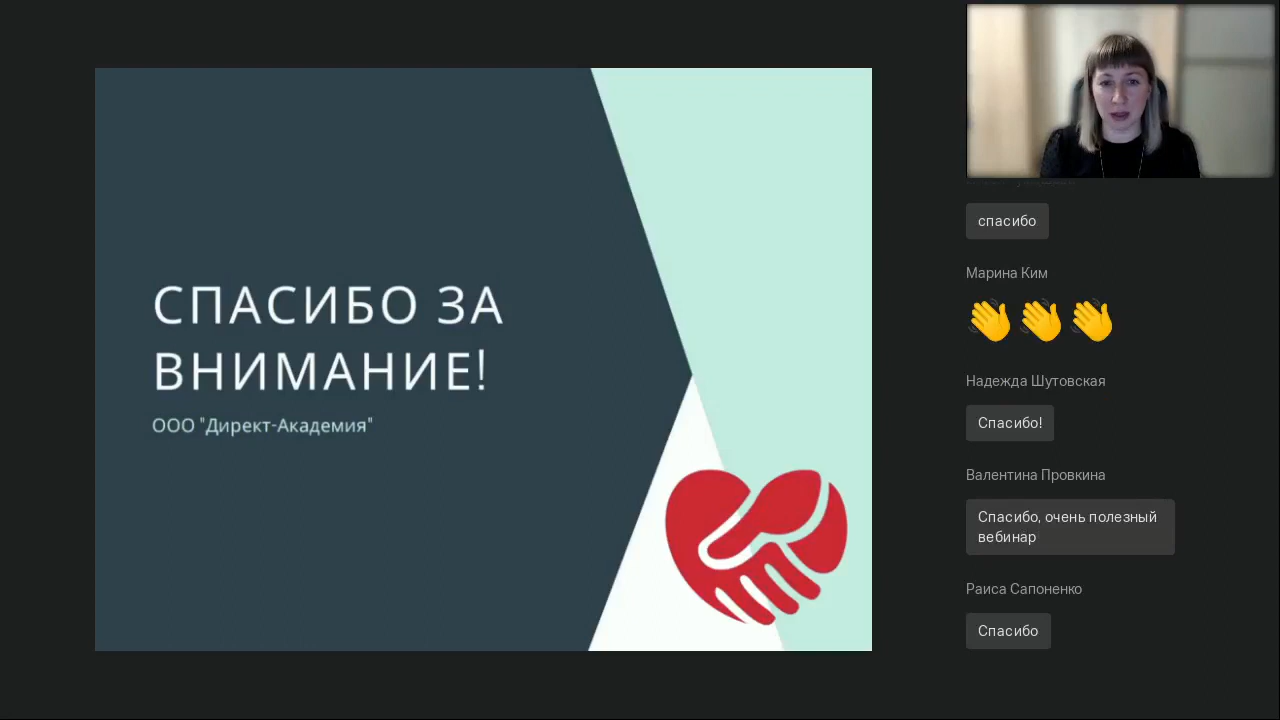 СПАСИБО ЗА
ВНИМАНИЕ!
ООО "Директ-Академия"
спасибо
Марина Ким
Надежда Шутовская
Спасибо!
Валентина Провкина
Спасибо, очень полезный
вебинар
Раиса Сапоненко
Спасибо